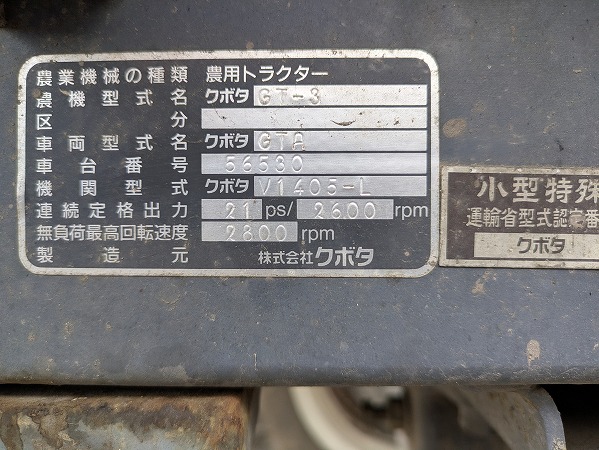 農業機械の種類 農用トラクター
農機型式名 クボタ GT-3
区分
車両型式名 クボタ GTA
車台番号 56530
機関型式 クボタ V1405-L
連続定格出力 21 ps/ 2600 rpm
無負荷最高回転速度 2800 rpm
製造元 株式会社クボタ
小型特殊
運輸省型式認定番
クボタ